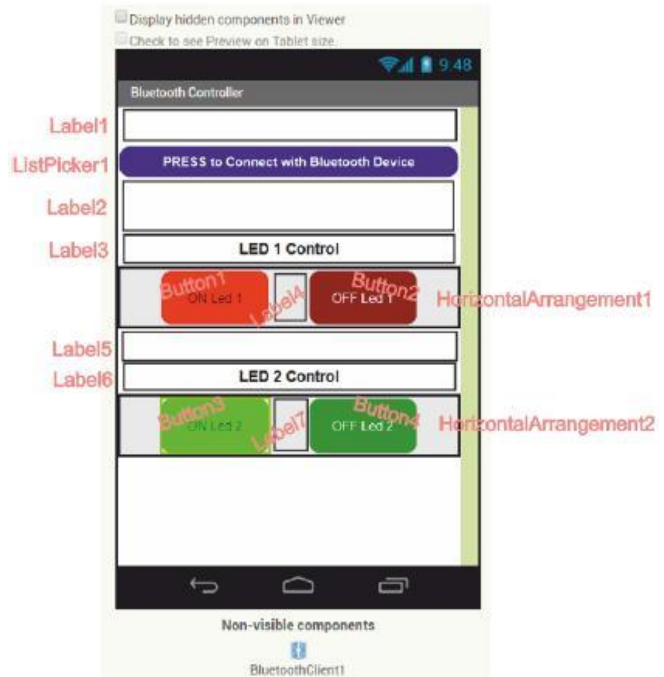 Display hidden components in Viewer
Check to see Preview on Tablet size.
9:48
Bluetooth Controller
Label1
ListPicker1 PRESS to Connect with Bluetooth Device
Label2
Label3 LED 1 Control
Button1 ON Led 1 Label4 Button2 OFF Led 1 HorizontalArrangement1
Label5
Label6 LED 2 Control
Button3 ON Led 2 Label7 Button4 OFF Led 2 HorizontalArrangement2
Non-visible components
BluetoothClient1